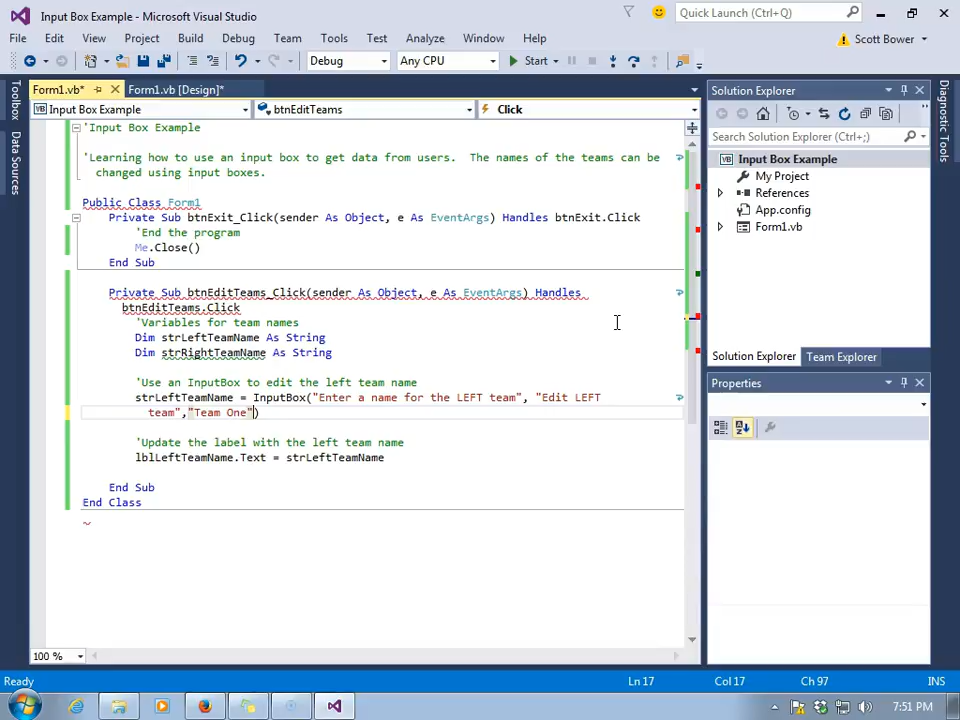 Input Box Example - Microsoft Visual Studio
Quick Launch (Ctrl+Q)
File Edit View Project Build Debug Team Tools Test Analyze Window Help
Scott Bower
Debug Any CPU Start
Form1.vb* Form1.vb [Design]*
Input Box Example btnEditTeams Click
Toolbox
Data Sources
'Input Box Example
'Learning how to use an input box to get data from users.  The names of the teams can be
changed using input boxes.
Public Class Form1
Private Sub btnExit_Click(sender As Object, e As EventArgs) Handles btnExit.Click
'End the program
Me.Close()
End Sub
Private Sub btnEditTeams_Click(sender As Object, e As EventArgs) Handles
btnEditTeams.Click
'Variables for team names
Dim strLeftTeamName As String
Dim strRightTeamName As String
'Use an InputBox to edit the left team name
strLeftTeamName = InputBox("Enter a name for the LEFT team", "Edit LEFT
team","Team One")
'Update the label with the left team name
lblLeftTeamName.Text = strLeftTeamName
End Sub
End Class
100 %
Solution Explorer
Search Solution Explorer (Ctrl+;)
Input Box Example
My Project
References
App.config
Form1.vb
Solution Explorer Team Explorer
Properties
Diagnostic Tools
Ready Ln 17 Col 17 Ch 97 INS
7:51 PM